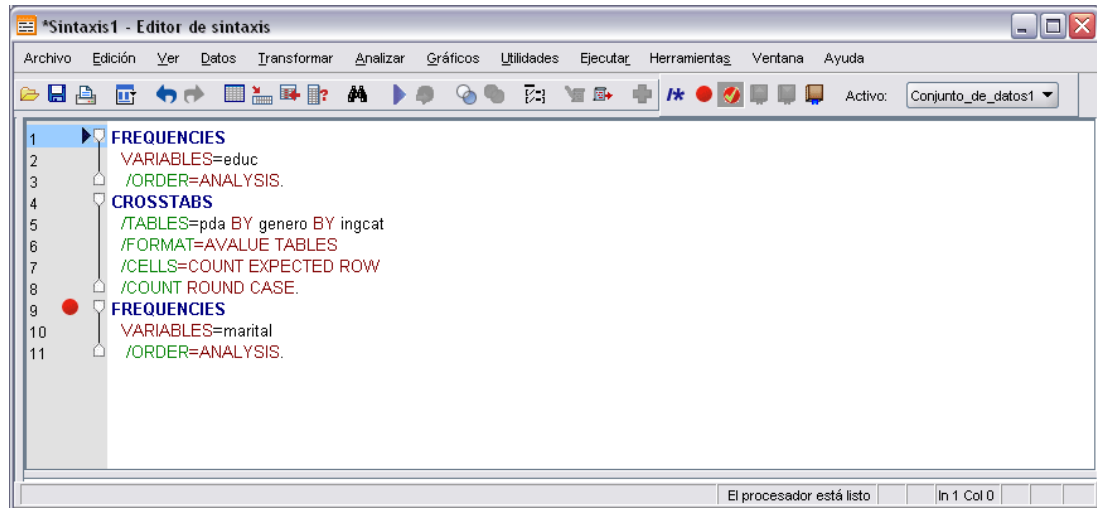 *Sintaxis1 - Editor de sintaxis
Archivo Edición Ver Datos Transformar Analizar Gráficos Utilidades Ejecutar Herramientas Ventana Ayuda
Activo: Conjunto_de_datos1
1 FREQUENCIES
2 VARIABLES=educ
3 /ORDER=ANALYSIS.
4 CROSSTABS
5 /TABLES=pda BY genero BY ingcat
6 /FORMAT=AVALUE TABLES
7 /CELLS=COUNT EXPECTED ROW
8 /COUNT ROUND CASE.
9 FREQUENCIES
10 VARIABLES=marital
11 /ORDER=ANALYSIS.
El procesador está listo In 1 Col 0